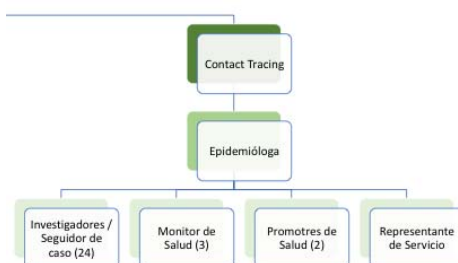 Contact Tracing
Epidemióloga
Investigadores /
Seguidor de
caso (24)
Monitor de
Salud (3)
Promotres de
Salud (2)
Representante
de Servicio